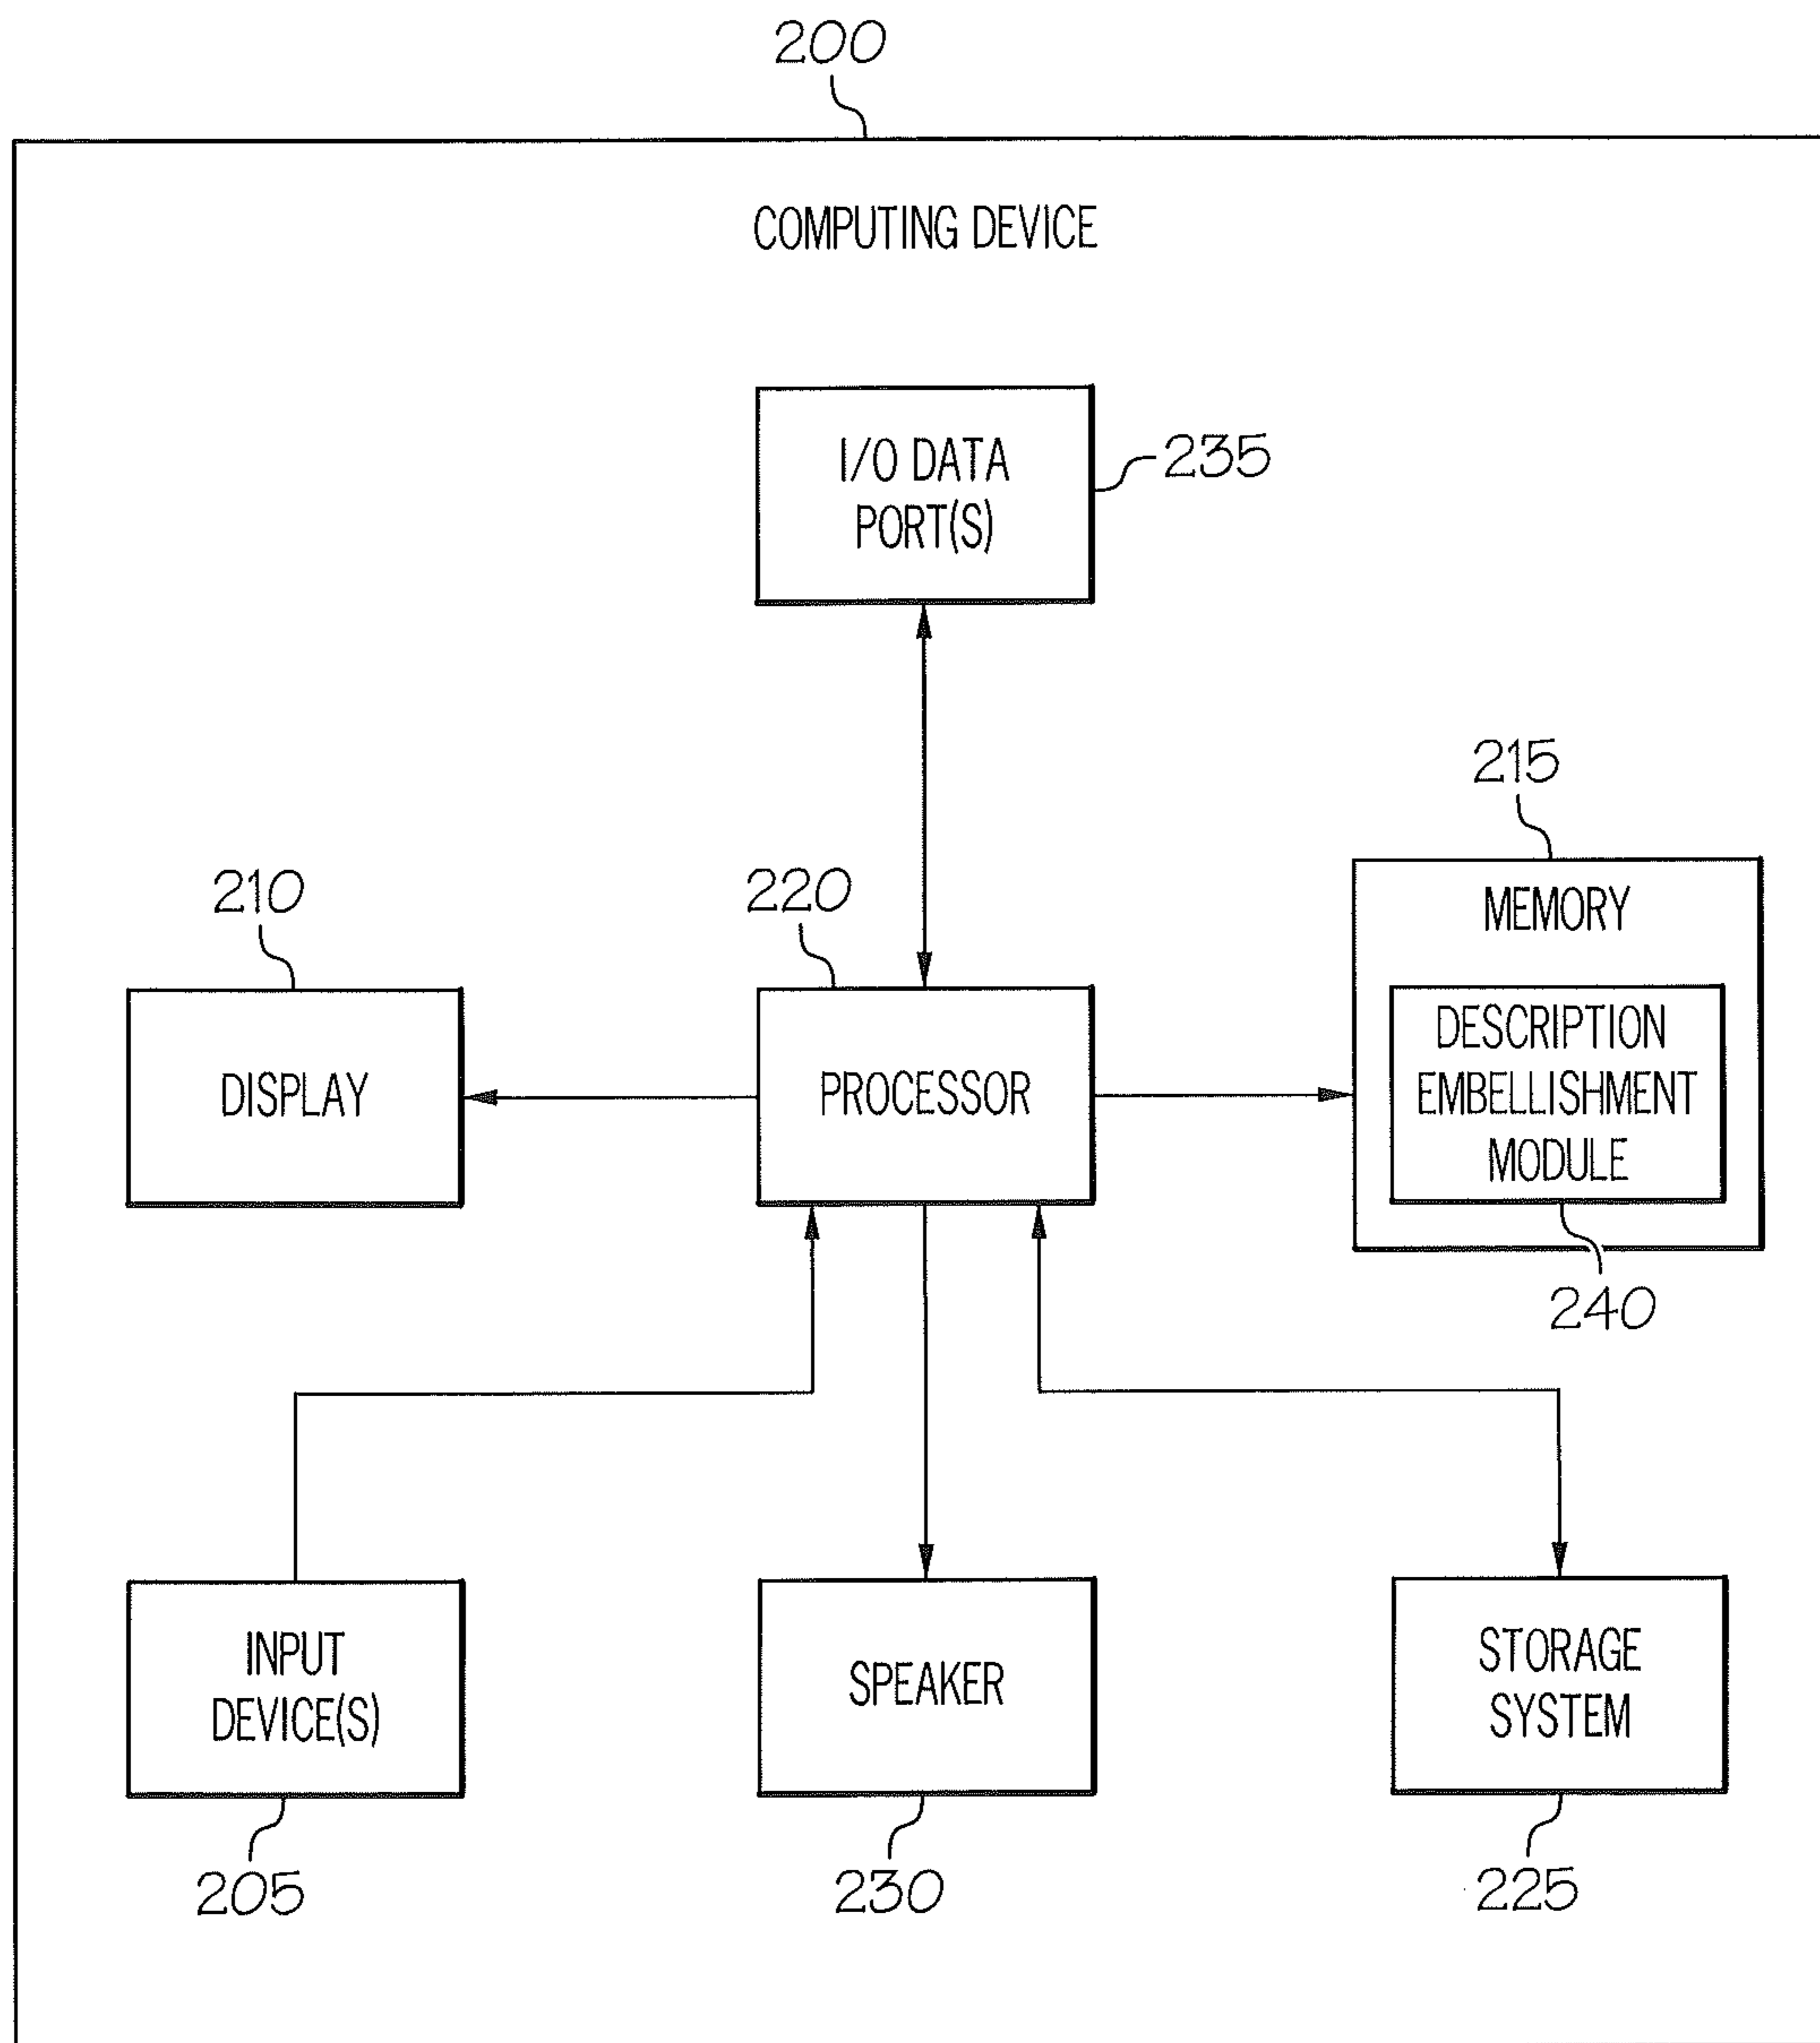 200
COMPUTING DEVICE
I/O DATA
PORT(S)
235
215
MEMORY
210
220
DESCRIPTION
EMBELLISHMENT
MODULE
DISPLAY
PROCESSOR
240
INPUT
DEVICE(S)
SPEAKER
STORAGE
SYSTEM
205
230
225